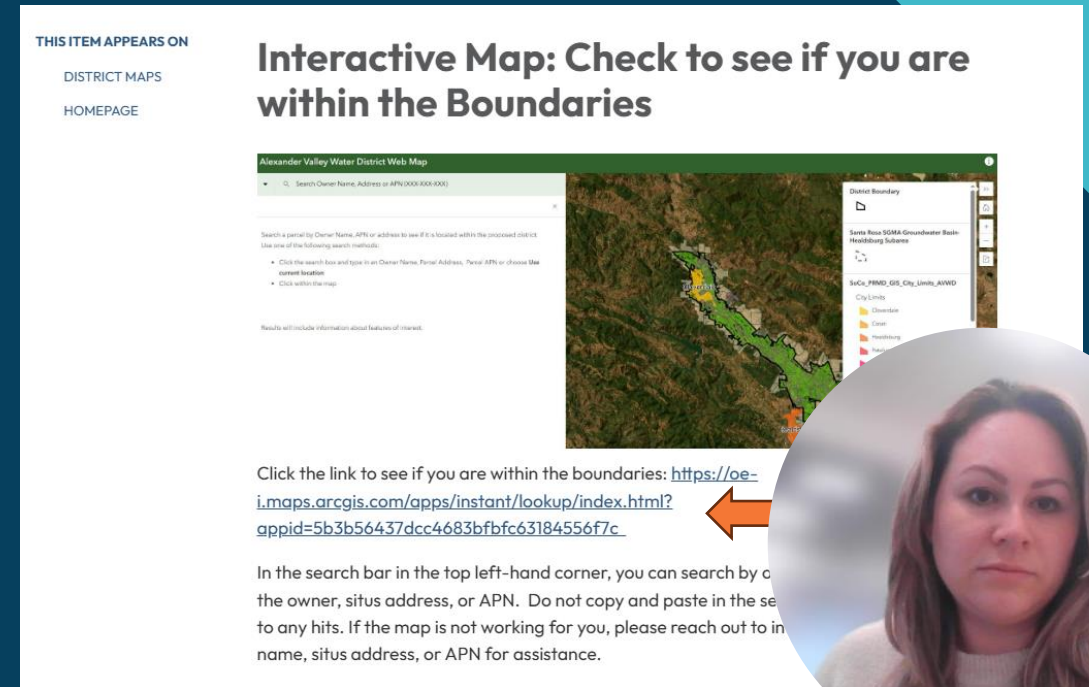 THIS ITEM APPEARS ON
DISTRICT MAPS
HOMEPAGE
Interactive Map: Check to see if you are
within the Boundaries
Alexander Valley Water District Web Map
Search Owner Name, Address or APN (XXX-XXX-XXX)
Search a parcel by Owner Name, APN or address to see if it is located within the proposed district.
Use one of the following search methods:
• Click the search box and type in an Owner Name, Parcel Address, Parcel APN or choose Use
current location
• Click within the map
Results will include information about features of interest.
District Boundary
Santa Rosa SGMA Groundwater Basin-
Healdsburg Subarea
SoCo_PRMD_GIS_City_Limits_AVWD
City Limits
Cloverdale
Cotati
Healdsburg
Click the link to see if you are within the boundaries: https://oe-
i.maps.arcgis.com/apps/instant/lookup/index.html?
appid=5b3b56437dcc4683bfbfc63184556f7c
In the search bar in the top left-hand corner, you can search by
the owner, situs address, or APN. Do not copy and paste in the
to any hits. If the map is not working for you, please reach out to
name, situs address, or APN for assistance.